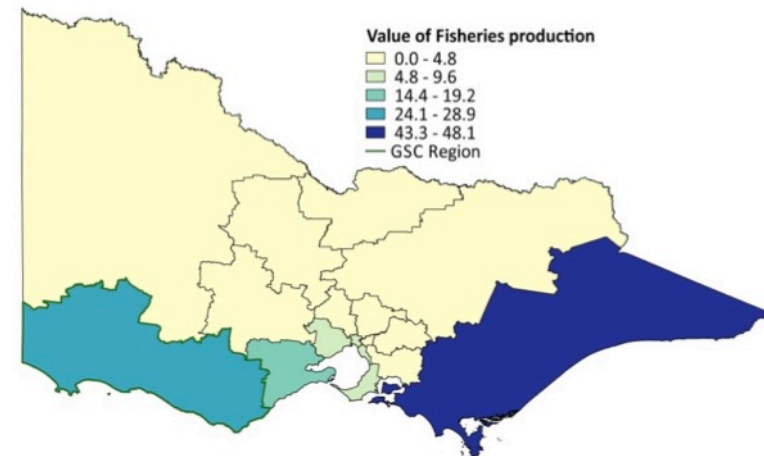 Value of Fisheries production
0.0 - 4.8
4.8 - 9.6
14.4 - 19.2
24.1 - 28.9
43.3 - 48.1
GSC Region